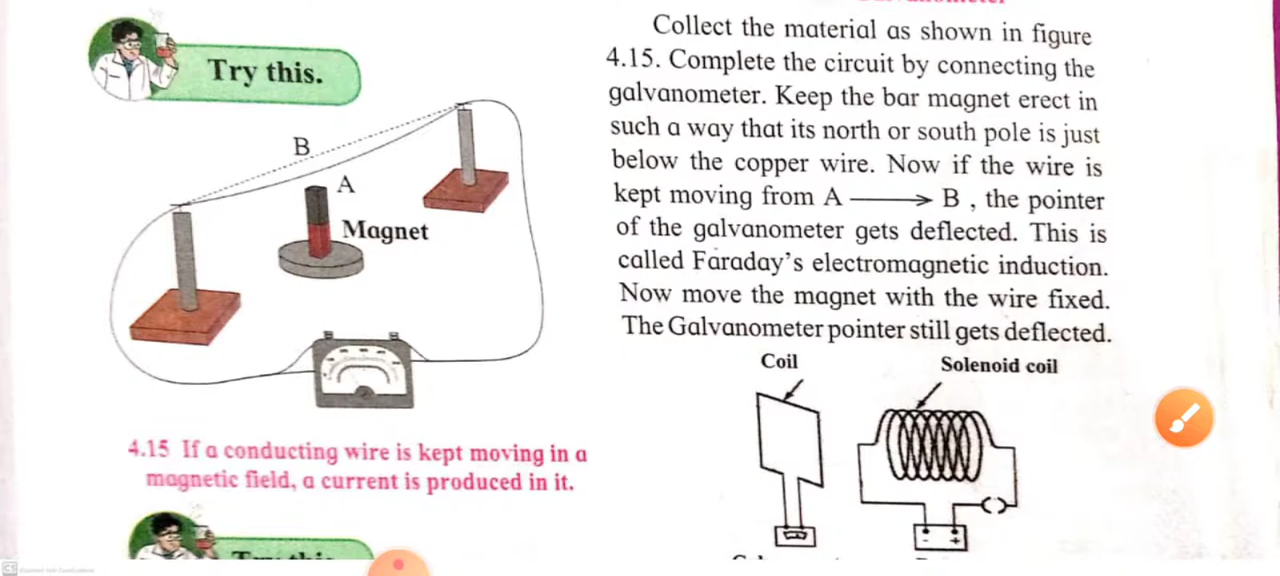 Try this.
B
A
Magnet
4.15 If a conducting wire is kept moving in a
magnetic field, a current is produced in it.
Collect the material as shown in figure
4.15. Complete the circuit by connecting the
galvanometer. Keep the bar magnet erect in
such a way that its north or south pole is just
below the copper wire. Now if the wire is
kept moving from A ⟶ B , the pointer
of the galvanometer gets deflected. This is
called Faraday's electromagnetic induction.
Now move the magnet with the wire fixed.
The Galvanometer pointer still gets deflected.
Coil
Solenoid coil
- +
CS